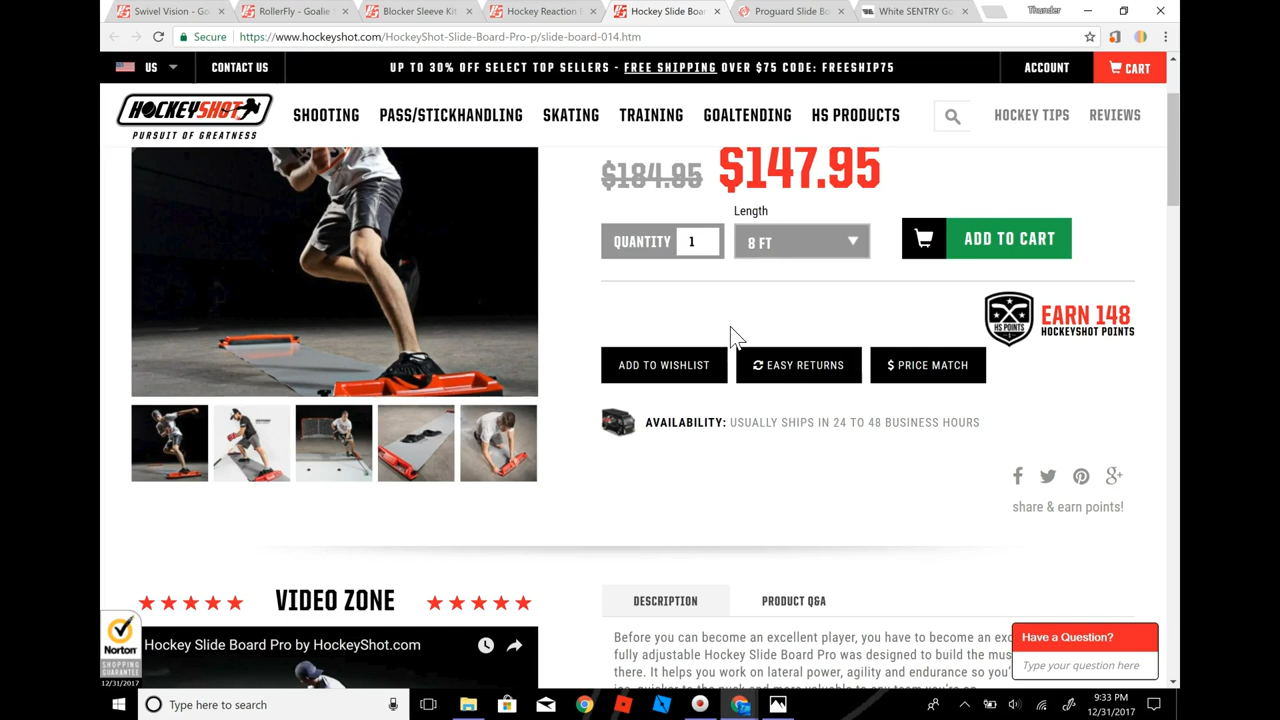 Swivel Vision - Go
RollerFly - Goalie
Blocker Sleeve Kit
Hockey Reaction
Hockey Slide Boa
Proguard Slide Bo
White SENTRY Go
Thunder
Secure
https://www.hockeyshot.com/HockeyShot-Slide-Board-Pro-p/slide-board-014.htm
US CONTACT US UP TO 30% OFF SELECT TOP SELLERS - FREE SHIPPING OVER $75 CODE: FREESHIP75 ACCOUNT CART
HOCKEYSHOT
PURSUIT OF GREATNESS
SHOOTING PASS/STICKHANDLING SKATING TRAINING GOALTENDING HS PRODUCTS HOCKEY TIPS REVIEWS
$184.95 $147.95
Length
QUANTITY 1 8 FT ADD TO CART
HS POINTS
EARN 148
HOCKEYSHOT POINTS
ADD TO WISHLIST EASY RETURNS $ PRICE MATCH
AVAILABILITY: USUALLY SHIPS IN 24 TO 48 BUSINESS HOURS
share & earn points!
VIDEO ZONE
DESCRIPTION PRODUCT Q&A
Hockey Slide Board Pro by HockeyShot.com
Before you can become an excellent player, you have to become an exc
fully adjustable Hockey Slide Board Pro was designed to build the mus
there. It helps you work on lateral power, agility and endurance so you'
Have a Question?
Type your question here
Norton
SHOPPING
GUARANTEE
12/31/2017
Type here to search
9:33 PM
12/31/2017